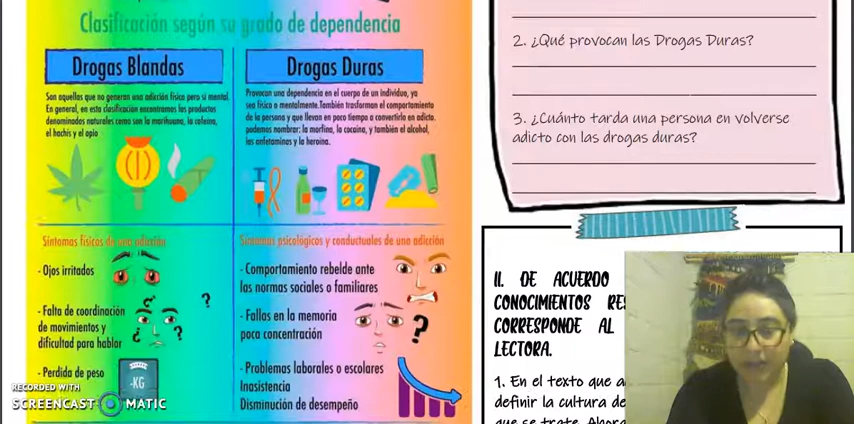 Clasificación según su grado de dependencia
Drogas Blandas
Son aquellas que no generan una adicción física pero si mental.
En general, en esta clasificación encontramos los productos
denominados naturales como son la marihuana, la cafeína,
el hachís y el opio
Drogas Duras
Provocan una dependencia en el cuerpo de un individuo, ya
sea física o mentalmente.También trasforman el comportamiento
de la persona y que llevan en poco tiempo a convertirlo en adicto.
podemos nombrar: la morfina, la cocaína, y también el alcohol,
las anfetaminas y la heroína.
Síntomas físicos de una adicción
- Ojos irritados
- Falta de coordinación
de movimientos y
dificultad para hablar
- Perdida de peso
-KG
Síntomas psicológicos y conductuales de una adicción
- Comportamiento rebelde ante
las normas sociales o familiares
- Fallas en la memoria
poca concentración
- Problemas laborales o escolares
Inasistencia
Disminución de desempeño
RECORDED WITH
SCREENCAST MATIC
2. ¿Qué provocan las Drogas Duras?
3. ¿Cuánto tarda una persona en volverse
adicto con las drogas duras?
II. DE ACUERDO
CONOCIMIENTOS RES
CORRESPONDE AL
LECTORA.
1. En el texto que a
definir la cultura de
que se trate. Ahora